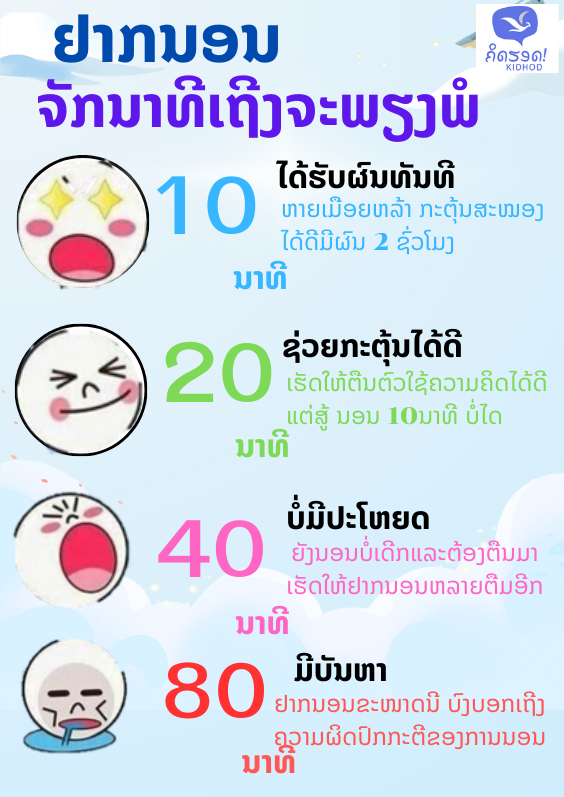 ຢາກນອນ
ຄິດຮອດ!
KIDHOD
ຈັກນາທີເຖີງຈະພຽງພໍ
10
ນາທີ
ໄດ້ຮັບຜົນທັນທີ
ຫາຍເມື່ອຍຫລ້າ ກະຕຸ້ນສະໝອງ
ໄດ້ດີມີຜົນ 2 ຊົ່ວໂມງ
20
ນາທີ
ຊ່ວຍກະຕຸ້ນໄດ້ດີ
ເຮັດໃຫ້ຕື່ນຕົວໃຊ້ຄວາມຄິດໄດ້ດີ
ແຕ່ສູ້ ນອນ 10ນາທີ ບໍ່ໄດ
40
ນາທີ
ບໍ່ມີປະໂຫຍດ
ຍັງນອນບໍ່ເດີກແລະຕ້ອງຕື່ນມາ
ເຮັດໃຫ້ຢາກນອນຫລາຍຕື່ມອີກ
80
ນາທີ
ມີບັນຫາ
ຢາກນອນຂະໜາດນີ ບົ່ງບອກເຖີງ
ຄວາມຜິດປົກກະຕິຂອງການນອນ